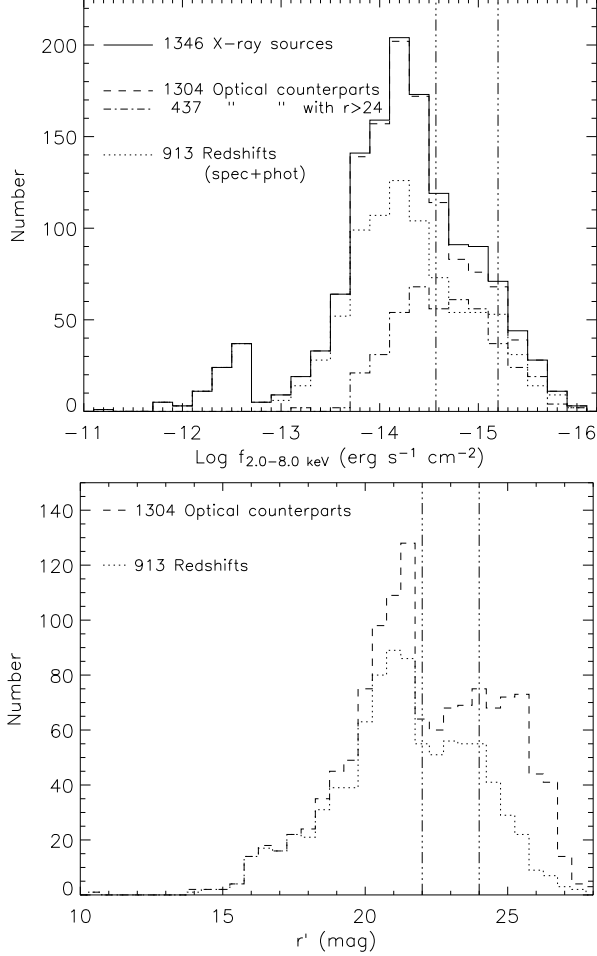 200
150
100
50
0
Number
1346 X-ray sources
1304 Optical counterparts
437 " " with r>24
913 Redshifts
(spec+phot)
-11 -12 -13 -14 -15 -16
Log f2.0-8.0 keV (erg s-1 cm-2)
140
120
100
80
60
40
20
0
Number
1304 Optical counterparts
913 Redshifts
10 15 20 25
r' (mag)